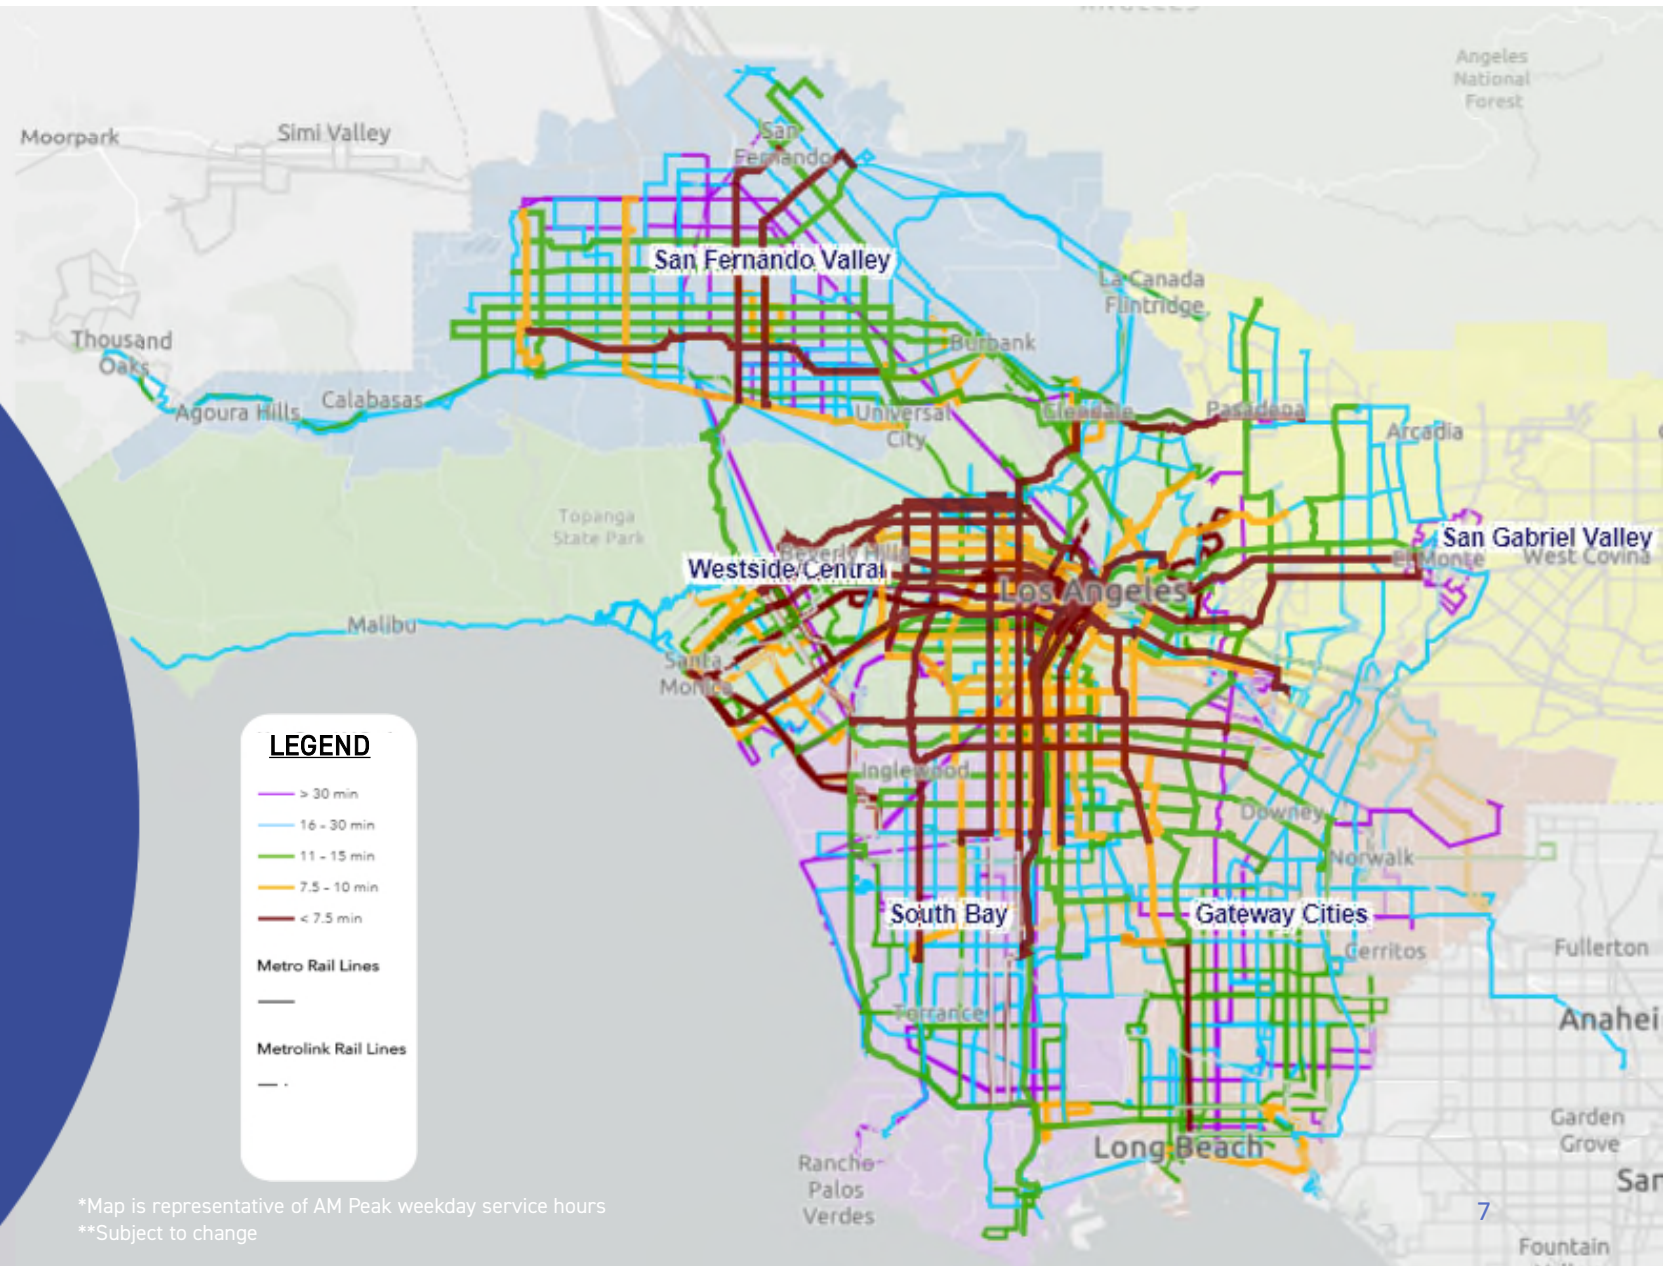 Angeles
National
Forest
Moorpark
Simi Valley
San
Fernando
San Fernando Valley
La Canada
Flintridge
Thousand
Oaks
Burbank
Agoura Hills
Calabasas
Universal
City
Glendale
Pasadena
Arcadia
Topanga
State Park
San Gabriel Valley
Beverly Hills
El Monte
West Covina
Westside/Central
Los Angeles
Malibu
Santa
Monica
LEGEND
> 30 min
16 - 30 min
11 - 15 min
7.5 - 10 min
< 7.5 min
Metro Rail Lines
Metrolink Rail Lines
Inglewood
Downey
Norwalk
South Bay
Gateway Cities
Cerritos
Fullerton
Torrance
Anahei
Garden
Grove
Long Beach
Rancho
Palos
Verdes
San
*Map is representative of AM Peak weekday service hours
**Subject to change
7
Fountain